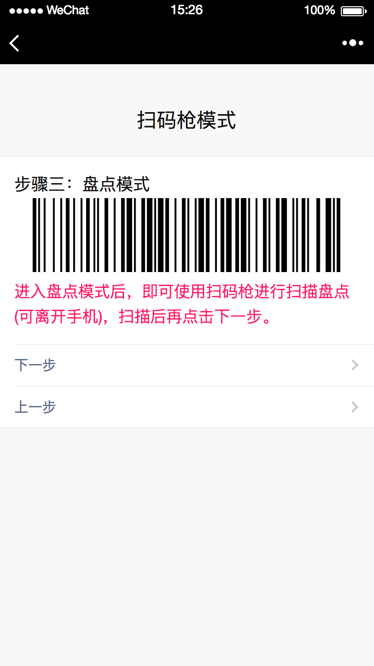 WeChat 15:26 100%
扫码枪模式
步骤三：盘点模式
进入盘点模式后，即可使用扫码枪进行扫描盘点
(可离开手机)，扫描后再点击下一步。
下一步
上一步